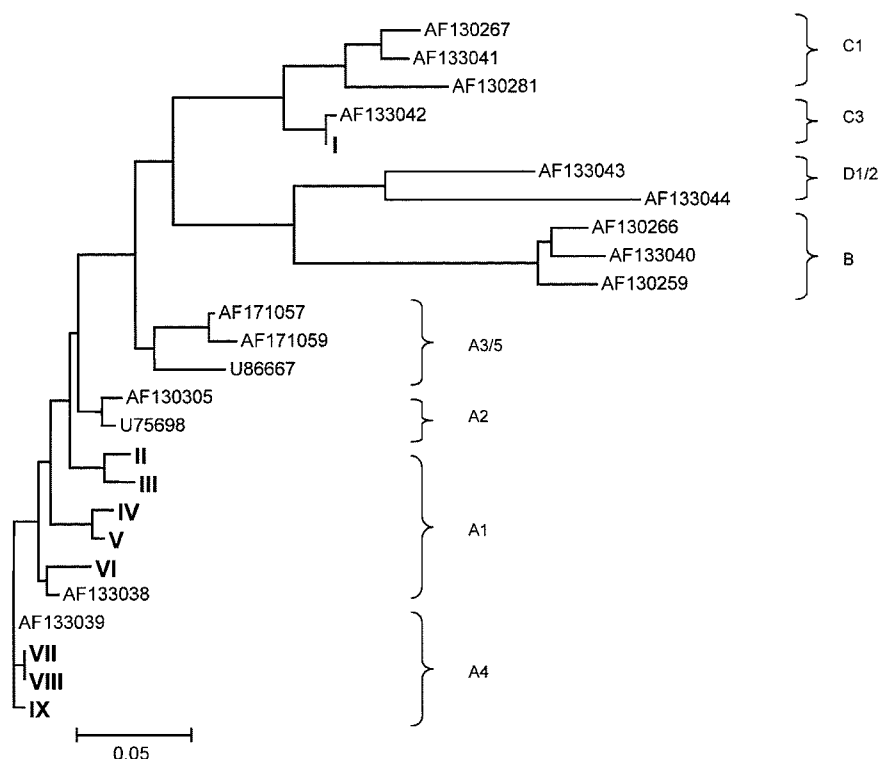 AF130267
AF133041
C1
AF130281
AF133042
C3
I
AF133043
D1/2
AF133044
AF130266
AF133040
B
AF130259
AF171057
AF171059
A3/5
U86667
AF130305
A2
U75698
II
III
IV
A1
V
VI
AF133038
AF133039
VII
A4
VIII
IX
0.05